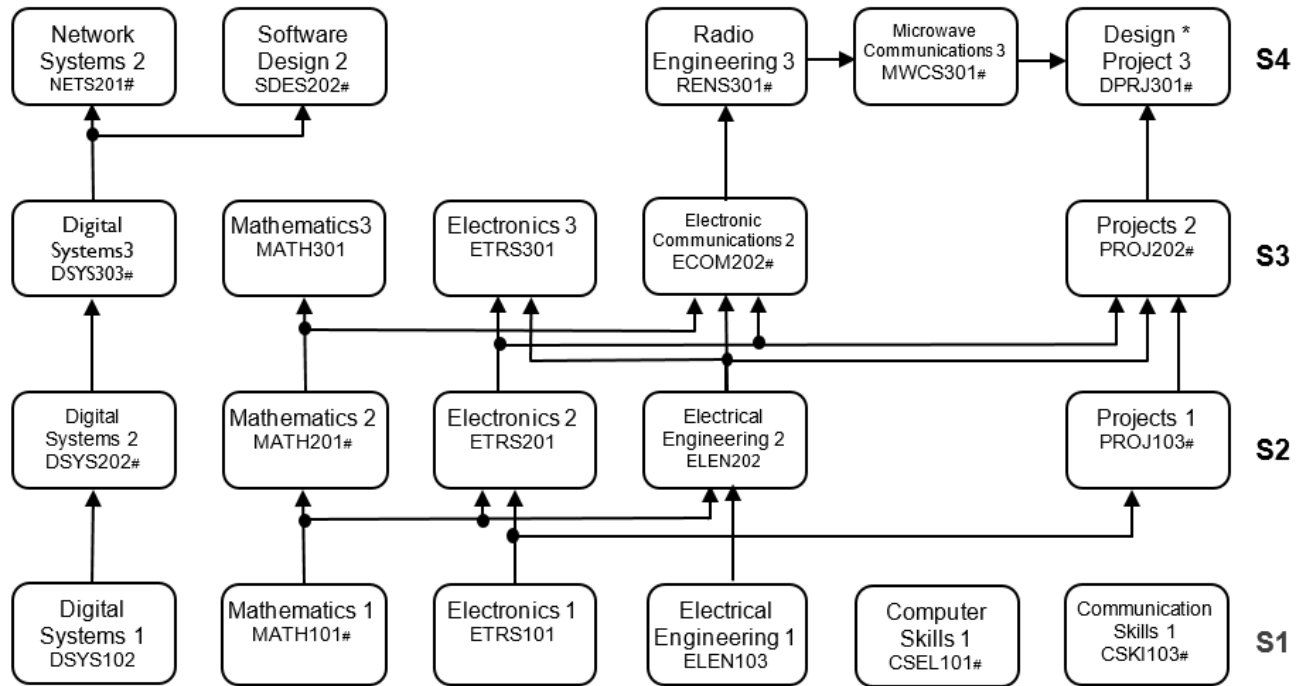 Network
Systems 2
NETS201#
Software
Design 2
SDES202#
Radio
Engineering 3
RENS301#
Microwave
Communications 3
MWCS301#
Design *
Project 3
DPRJ301#
S4
Digital
Systems3
DSYS303#
Mathematics3
MATH301
Electronics 3
ETRS301
Electronic
Communications 2
ECOM202#
Projects 2
PROJ202#
S3
Digital
Systems 2
DSYS202#
Mathematics 2
MATH201#
Electronics 2
ETRS201
Electrical
Engineering 2
ELEN202
Projects 1
PROJ103#
S2
Digital
Systems 1
DSYS102
Mathematics 1
MATH101#
Electronics 1
ETRS101
Electrical
Engineering 1
ELEN103
Computer
Skills 1
CSEL101#
Communication
Skills 1
CSKI103#
S1